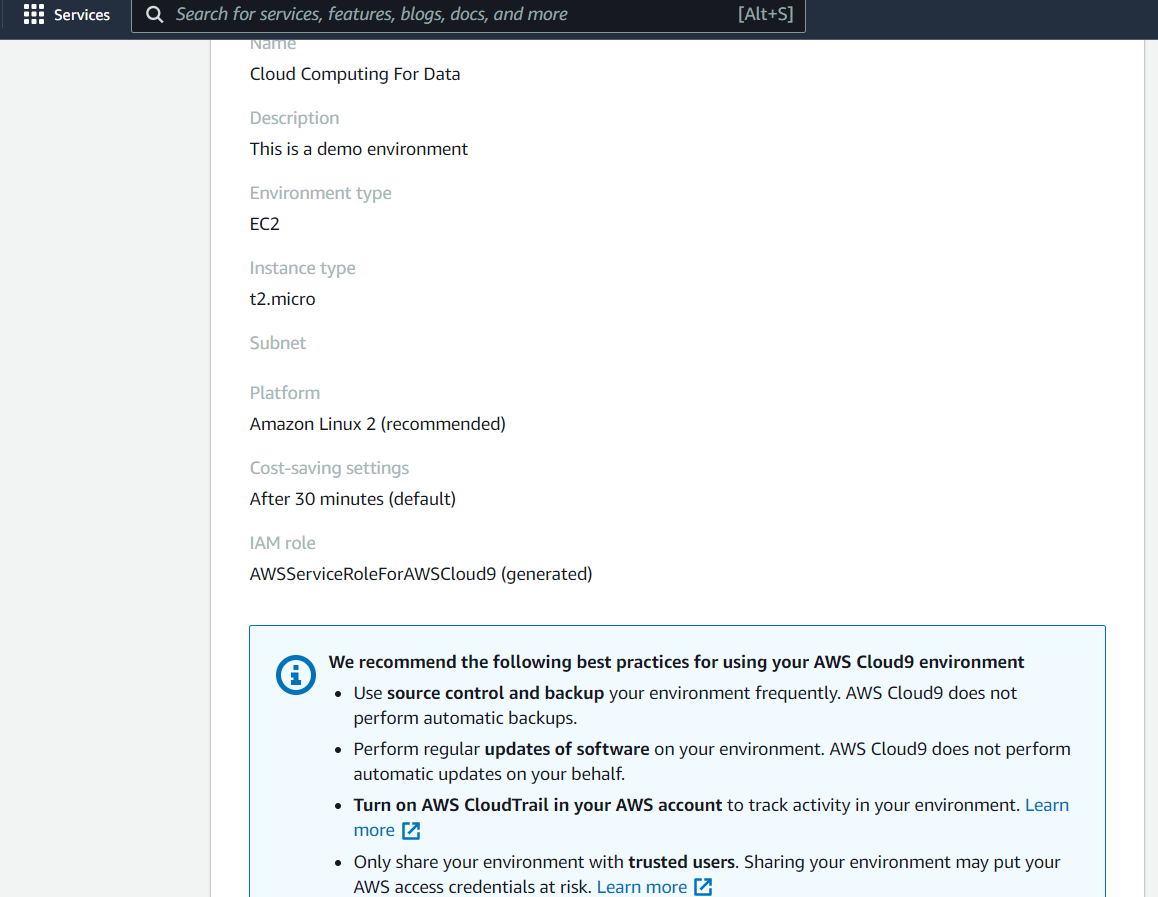 Services
Search for services, features, blogs, docs, and more
[Alt+S]
Name
Cloud Computing For Data
Description
This is a demo environment
Environment type
EC2
Instance type
t2.micro
Subnet
Platform
Amazon Linux 2 (recommended)
Cost-saving settings
After 30 minutes (default)
IAM role
AWSServiceRoleForAWSCloud9 (generated)
We recommend the following best practices for using your AWS Cloud9 environment
• Use source control and backup your environment frequently. AWS Cloud9 does not
perform automatic backups.
• Perform regular updates of software on your environment. AWS Cloud9 does not perform
automatic updates on your behalf.
• Turn on AWS CloudTrail in your AWS account to track activity in your environment. Learn
more
• Only share your environment with trusted users. Sharing your environment may put your
AWS access credentials at risk. Learn more